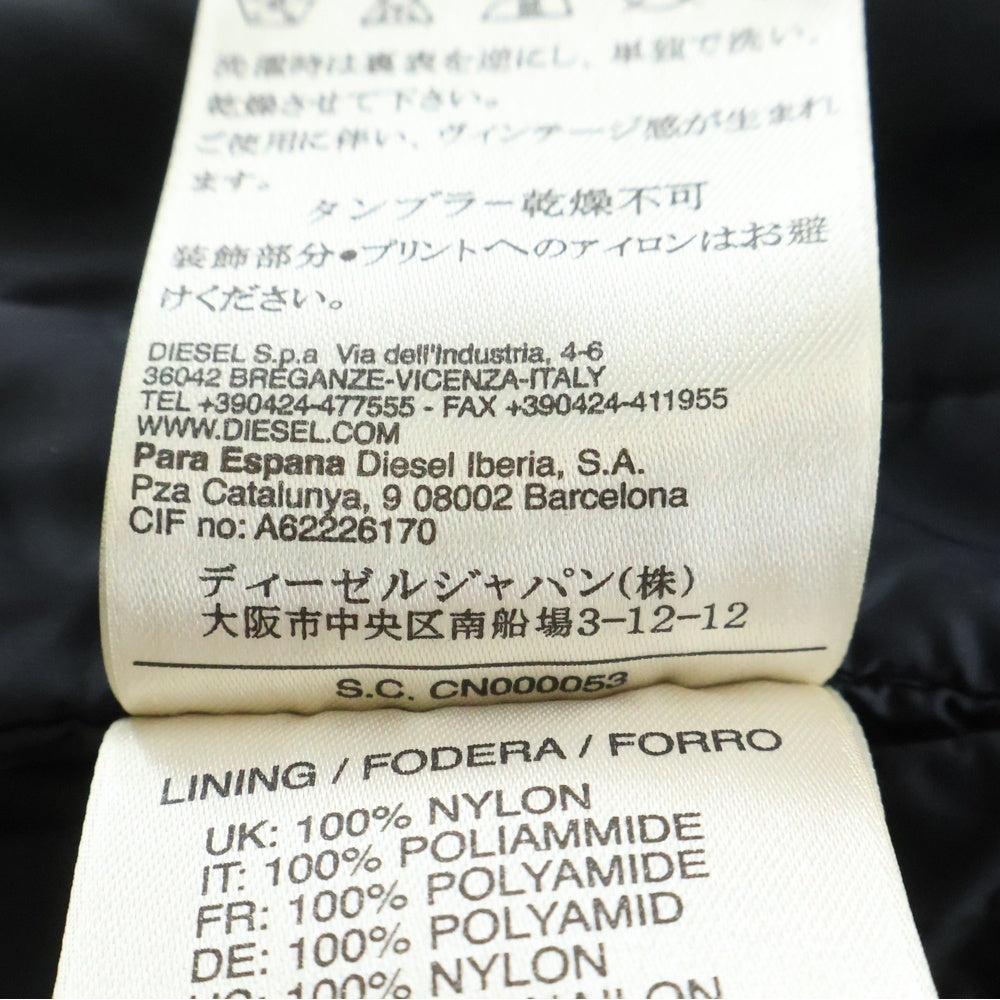 洗濯時は裏表を逆にし、単独で洗い、
乾燥させて下さい。
ご使用に伴い、ヴィンテージ感が生まれ
ます。
タンブラー乾燥不可
装飾部分•プリントへのアイロンはお避
けください。
DIESEL S.p.a Via dell'Industria, 4-6
36042 BREGANZE-VICENZA-ITALY
TEL +390424-477555 - FAX +390424-411955
WWW.DIESEL.COM
Para Espana Diesel Iberia, S.A.
Pza Catalunya, 9 08002 Barcelona
CIF no: A62226170
ディーゼルジャパン(株)
大阪市中央区南船場3-12-12
S.C. CN000053
LINING / FODERA / FORRO
UK: 100% NYLON
IT: 100% POLIAMMIDE
FR: 100% POLYAMIDE
DE: 100% POLYAMID
100% NYLON